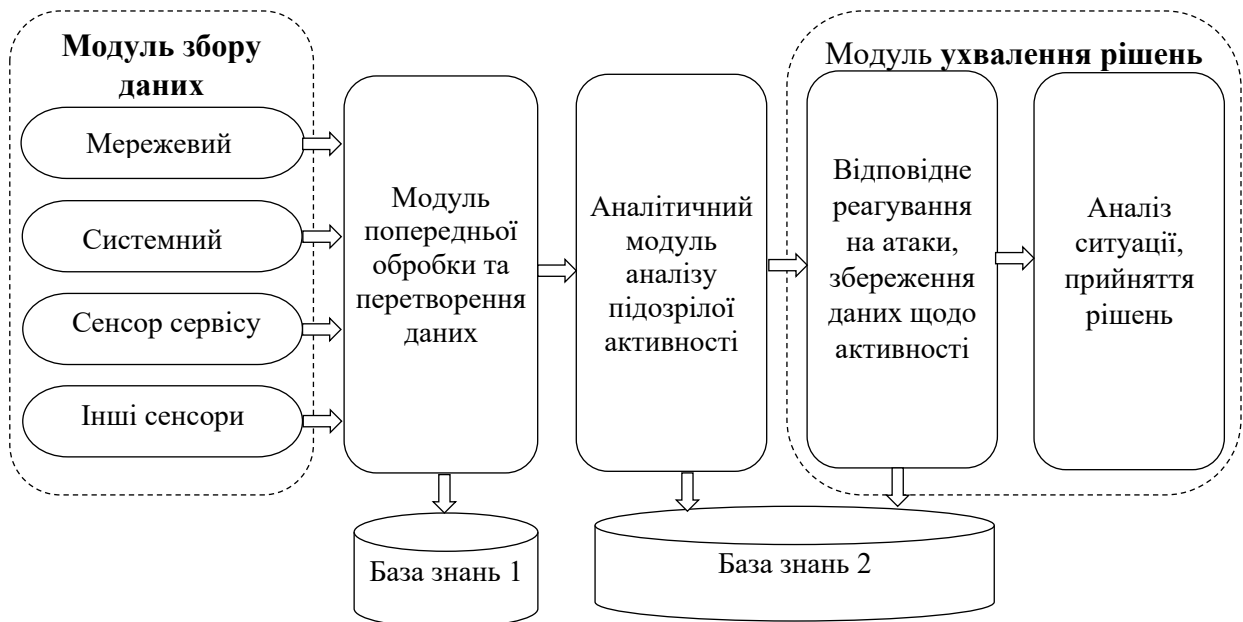 Модуль збору
даних
Мережевий
Системний
Сенсор сервісу
Інші сенсори
Модуль
попередньої
обробки та
перетворення
даних
Аналітичний
модуль
аналізу
підозрілої
активності
Модуль ухвалення рішень
Відповідне
реагування
на атаки,
збереження
даних щодо
активності
Аналіз
ситуації,
прийняття
рішень
База знань 1
База знань 2